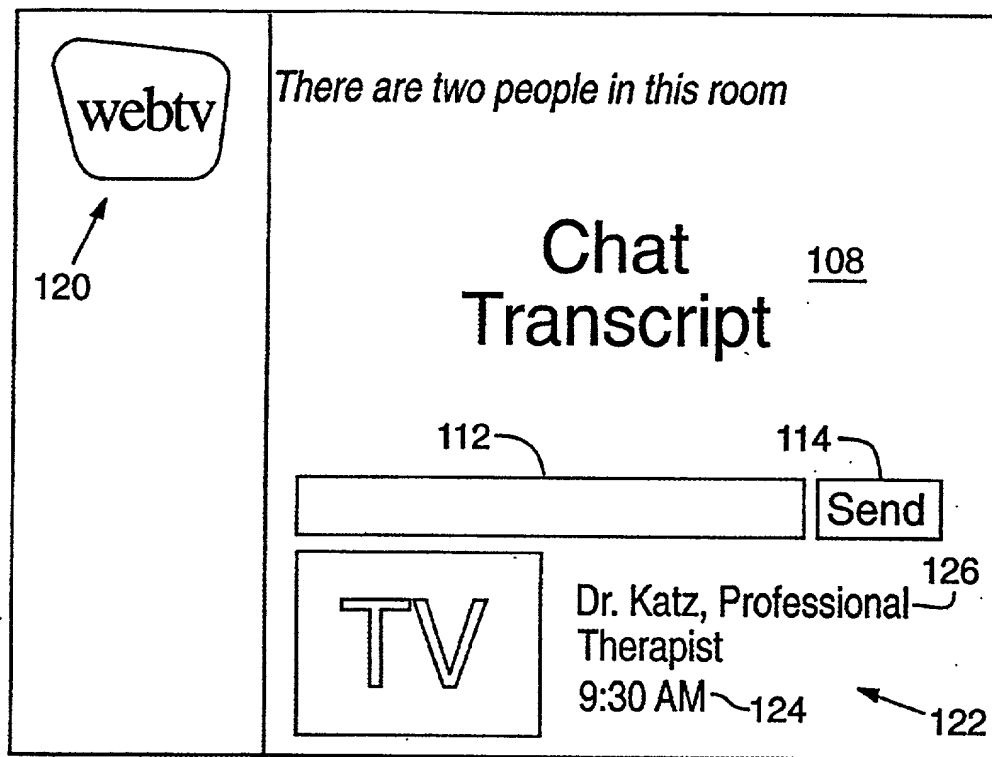 webtv
120
There are two people in this room
Chat
Transcript
108
112
114
Send
TV
Dr. Katz, Professional
Therapist
9:30 AM
126
124
122